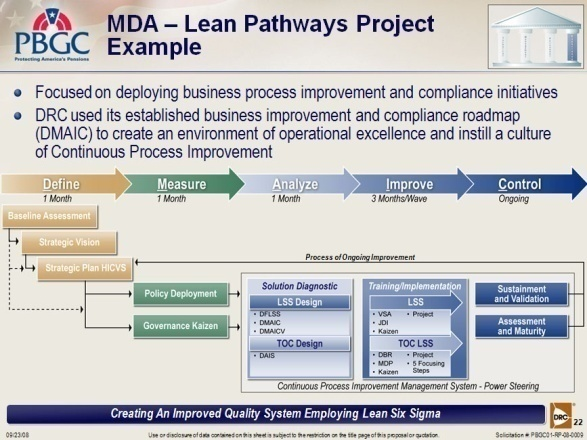 PBGC
Protecting America's Pensions
MDA – Lean Pathways Project
Example
Focused on deploying business process improvement and compliance initiatives
DRC used its established business improvement and compliance roadmap
(DMAIC) to create an environment of operational excellence and instill a culture
of Continuous Process Improvement
Define
1 Month
Measure
1 Month
Analyze
1 Month
Improve
3 Months/Wave
Control
Ongoing
Baseline Assessment
Strategic Vision
Strategic Plan HICVS
Policy Deployment
Governance Kaizen
Process of Ongoing Improvement
Solution Diagnostic
LSS Design
• DFLSS
• DMAIC
• DMAICV
TOC Design
• DAIS
Training/Implementation
LSS
• VSA • Project
• JDI
• Kaizen
TOC LSS
• DBR • Project
• MDP • 5 Focusing
• Kaizen Steps
Sustainment
and Validation
Assessment
and Maturity
Continuous Process Improvement Management System - Power Steering
Creating An Improved Quality System Employing Lean Six Sigma
DRC
22
09/23/08
Use or disclosure of data contained on this sheet is subject to the restriction on the title page of this proposal or quotation.
Solicitation #: PBGC01-RP-08-0009